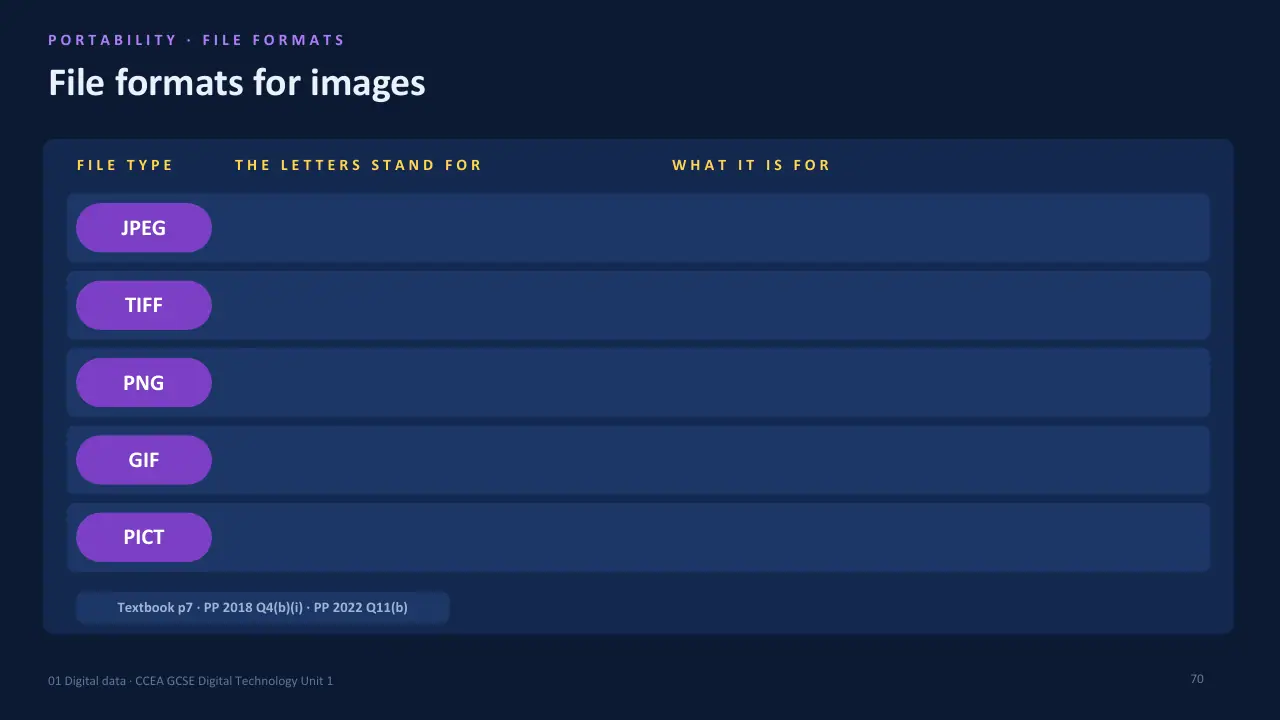 PORTABILITY · FILE FORMATS
File formats for images
FILE TYPE THE LETTERS STAND FOR WHAT IT IS FOR
JPEG
TIFF
PNG
GIF
PICT
Textbook p7 · PP 2018 Q4(b)(i) · PP 2022 Q11(b)
01 Digital data · CCEA GCSE Digital Technology Unit 1
70